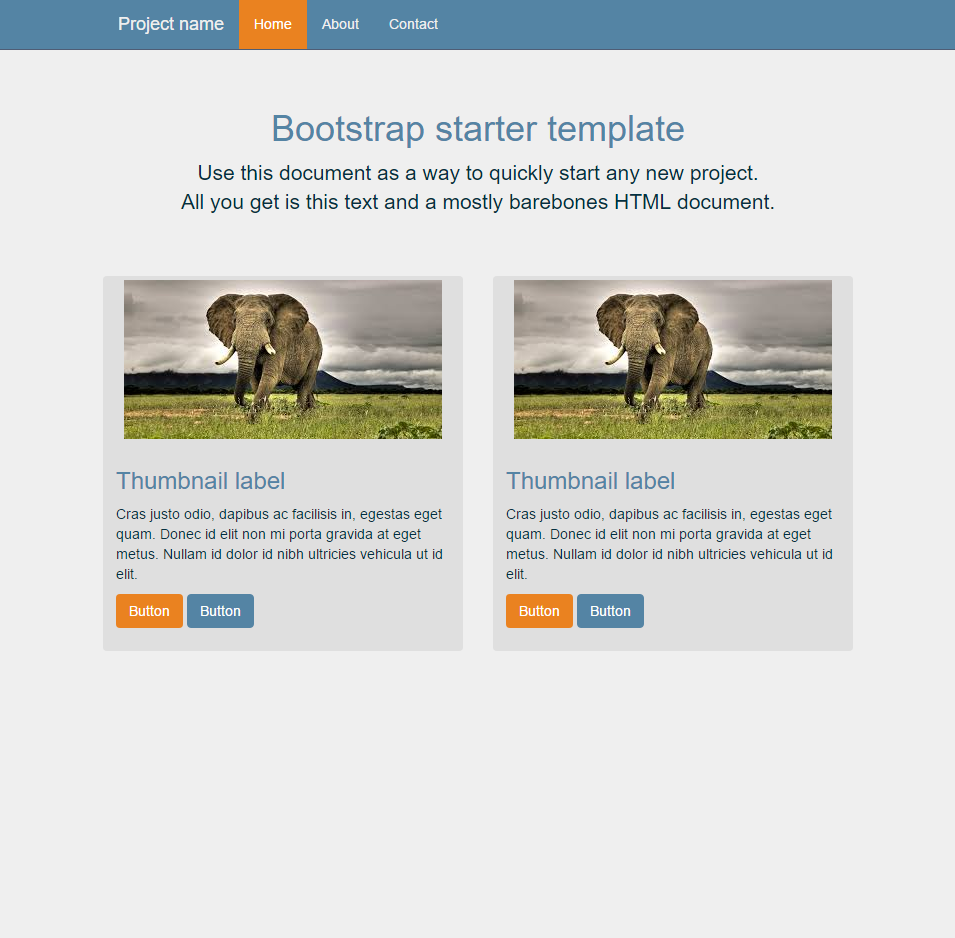 Project name Home About Contact
Bootstrap starter template
Use this document as a way to quickly start any new project.
All you get is this text and a mostly barebones HTML document.
Thumbnail label
Cras justo odio, dapibus ac facilisis in, egestas eget
quam. Donec id elit non mi porta gravida at eget
metus. Nullam id dolor id nibh ultricies vehicula ut id
elit.
Button Button
Thumbnail label
Cras justo odio, dapibus ac facilisis in, egestas eget
quam. Donec id elit non mi porta gravida at eget
metus. Nullam id dolor id nibh ultricies vehicula ut id
elit.
Button Button